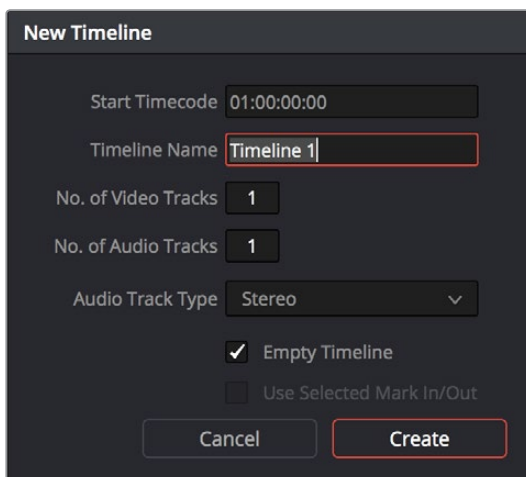 New Timeline
Start Timecode 01:00:00:00
Timeline Name Timeline 1
No. of Video Tracks 1
No. of Audio Tracks 1
Audio Track Type Stereo
Empty Timeline
Use Selected Mark In/Out
Cancel Create